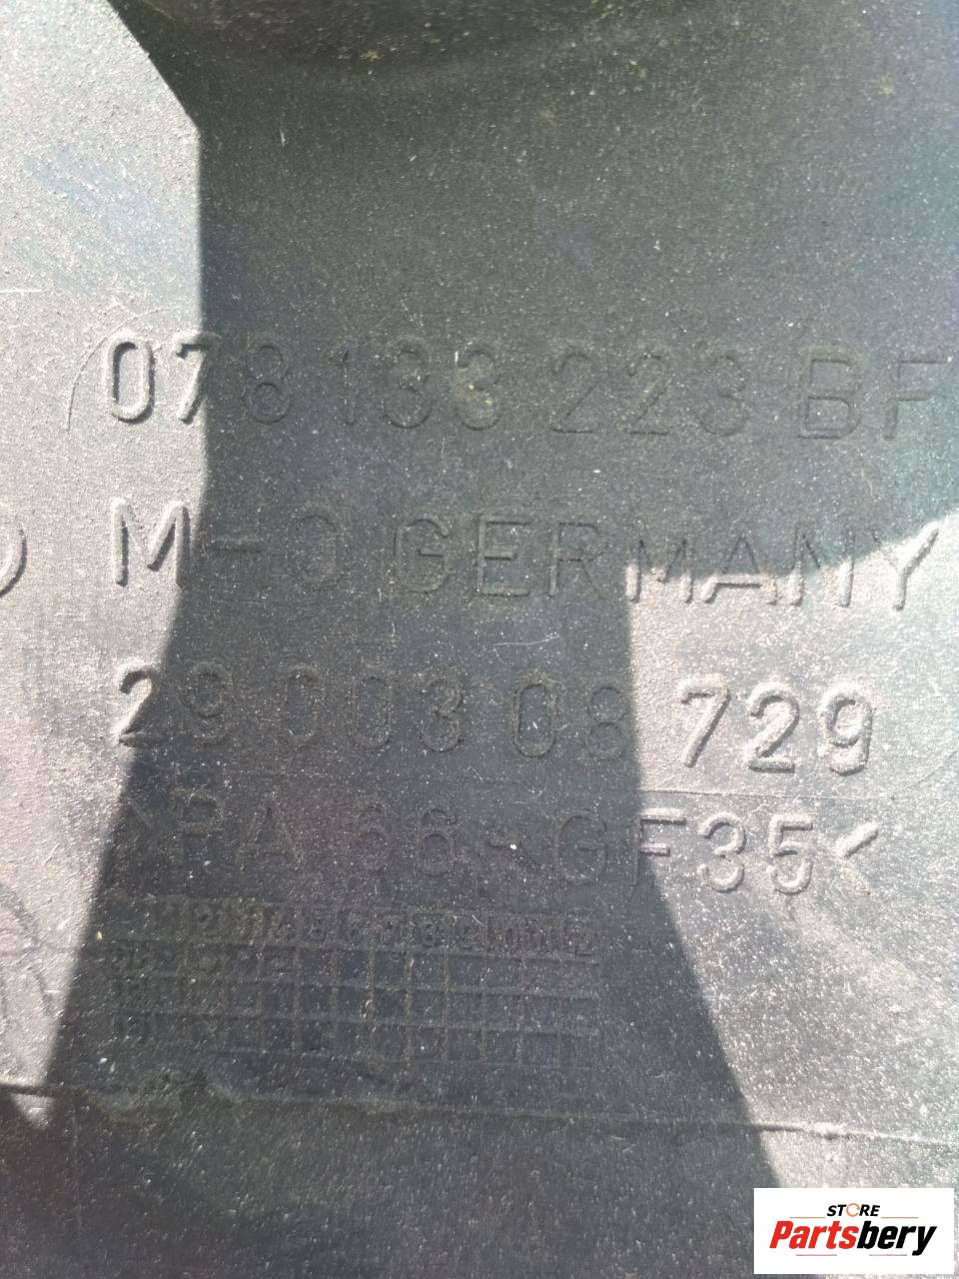 078 133 223 BF
M-O GERMANY
29 003 08 729
>PA 66-GF35<
STORE
Partsbery